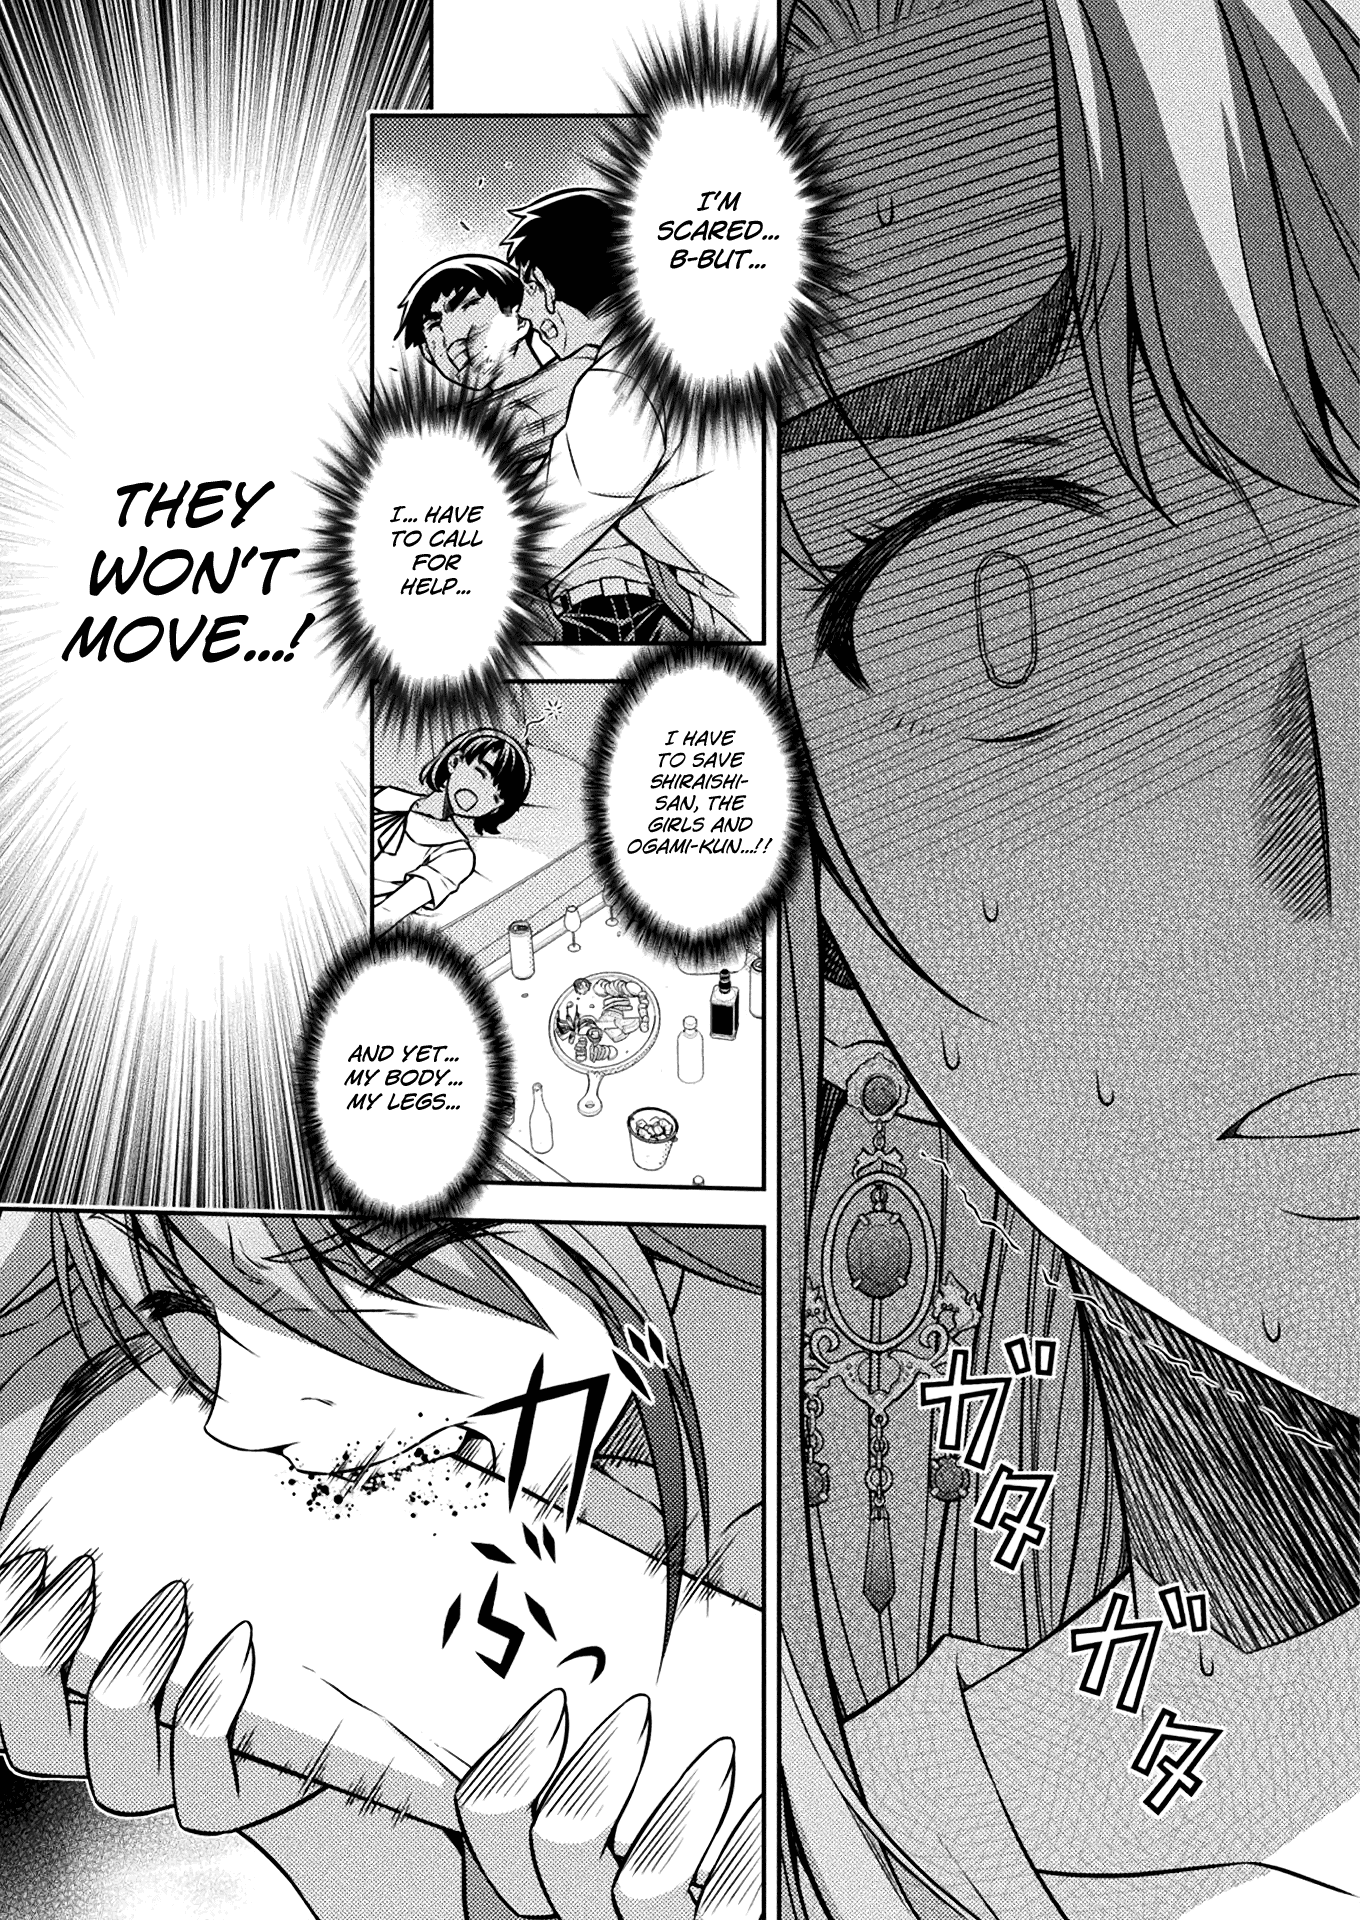 I'M
SCARED...
B-BUT...
I... HAVE
TO CALL
FOR
HELP...
I HAVE
TO SAVE
SHIRAISHI-
SAN, THE
GIRLS AND
OGAMI-KUN...!!
AND YET...
MY BODY...
MY LEGS...
THEY
WON'T
MOVE...!
ガタ
ガタ
ガぶっ